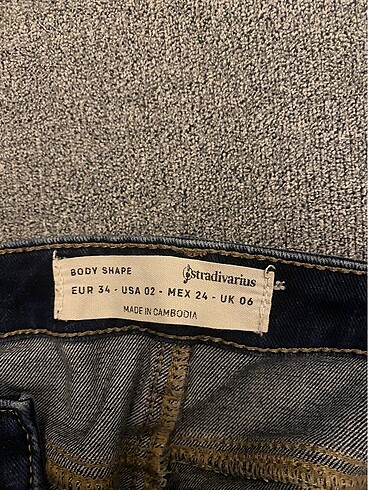 BODY SHAPE stradivarius
EUR 34 - USA 02 - MEX 24 - UK 06
MADE IN CAMBODIA